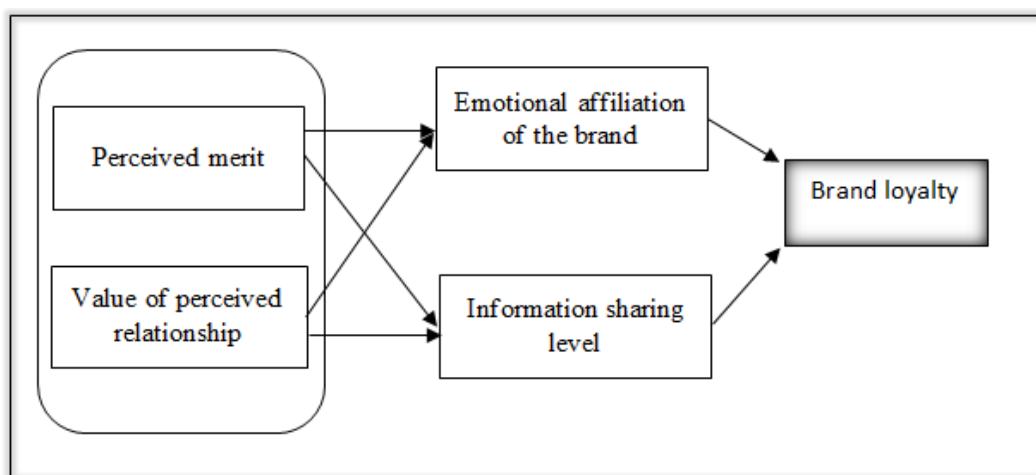 Perceived merit
Value of perceived
relationship
Emotional affiliation
of the brand
Information sharing
level
Brand loyalty